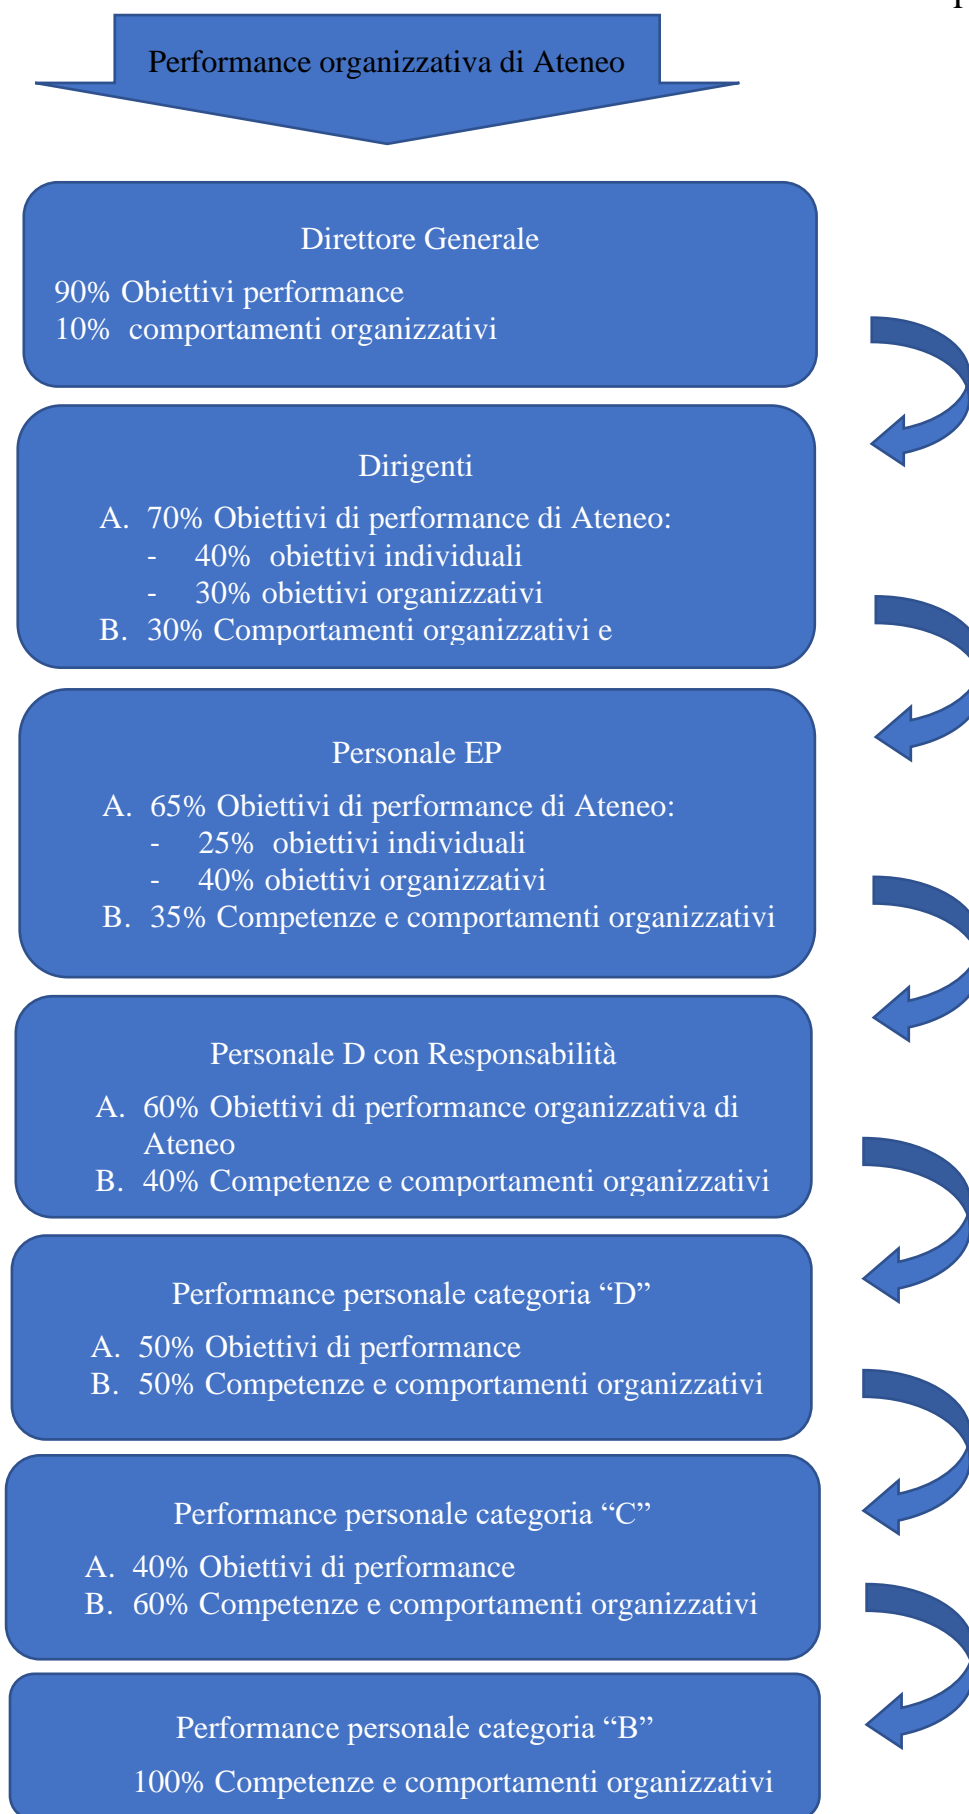 Performance organizzativa di Ateneo
Direttore Generale
90% Obiettivi performance
10% comportamenti organizzativi
Dirigenti
A. 70% Obiettivi di performance di Ateneo:
- 40% obiettivi individuali
- 30% obiettivi organizzativi
B. 30% Comportamenti organizzativi e
Personale EP
A. 65% Obiettivi di performance di Ateneo:
- 25% obiettivi individuali
- 40% obiettivi organizzativi
B. 35% Competenze e comportamenti organizzativi
Personale D con Responsabilità
A. 60% Obiettivi di performance organizzativa di
Ateneo
B. 40% Competenze e comportamenti organizzativi
Performance personale categoria “D”
A. 50% Obiettivi di performance
B. 50% Competenze e comportamenti organizzativi
Performance personale categoria “C”
A. 40% Obiettivi di performance
B. 60% Competenze e comportamenti organizzativi
Performance personale categoria “B”
100% Competenze e comportamenti organizzativi